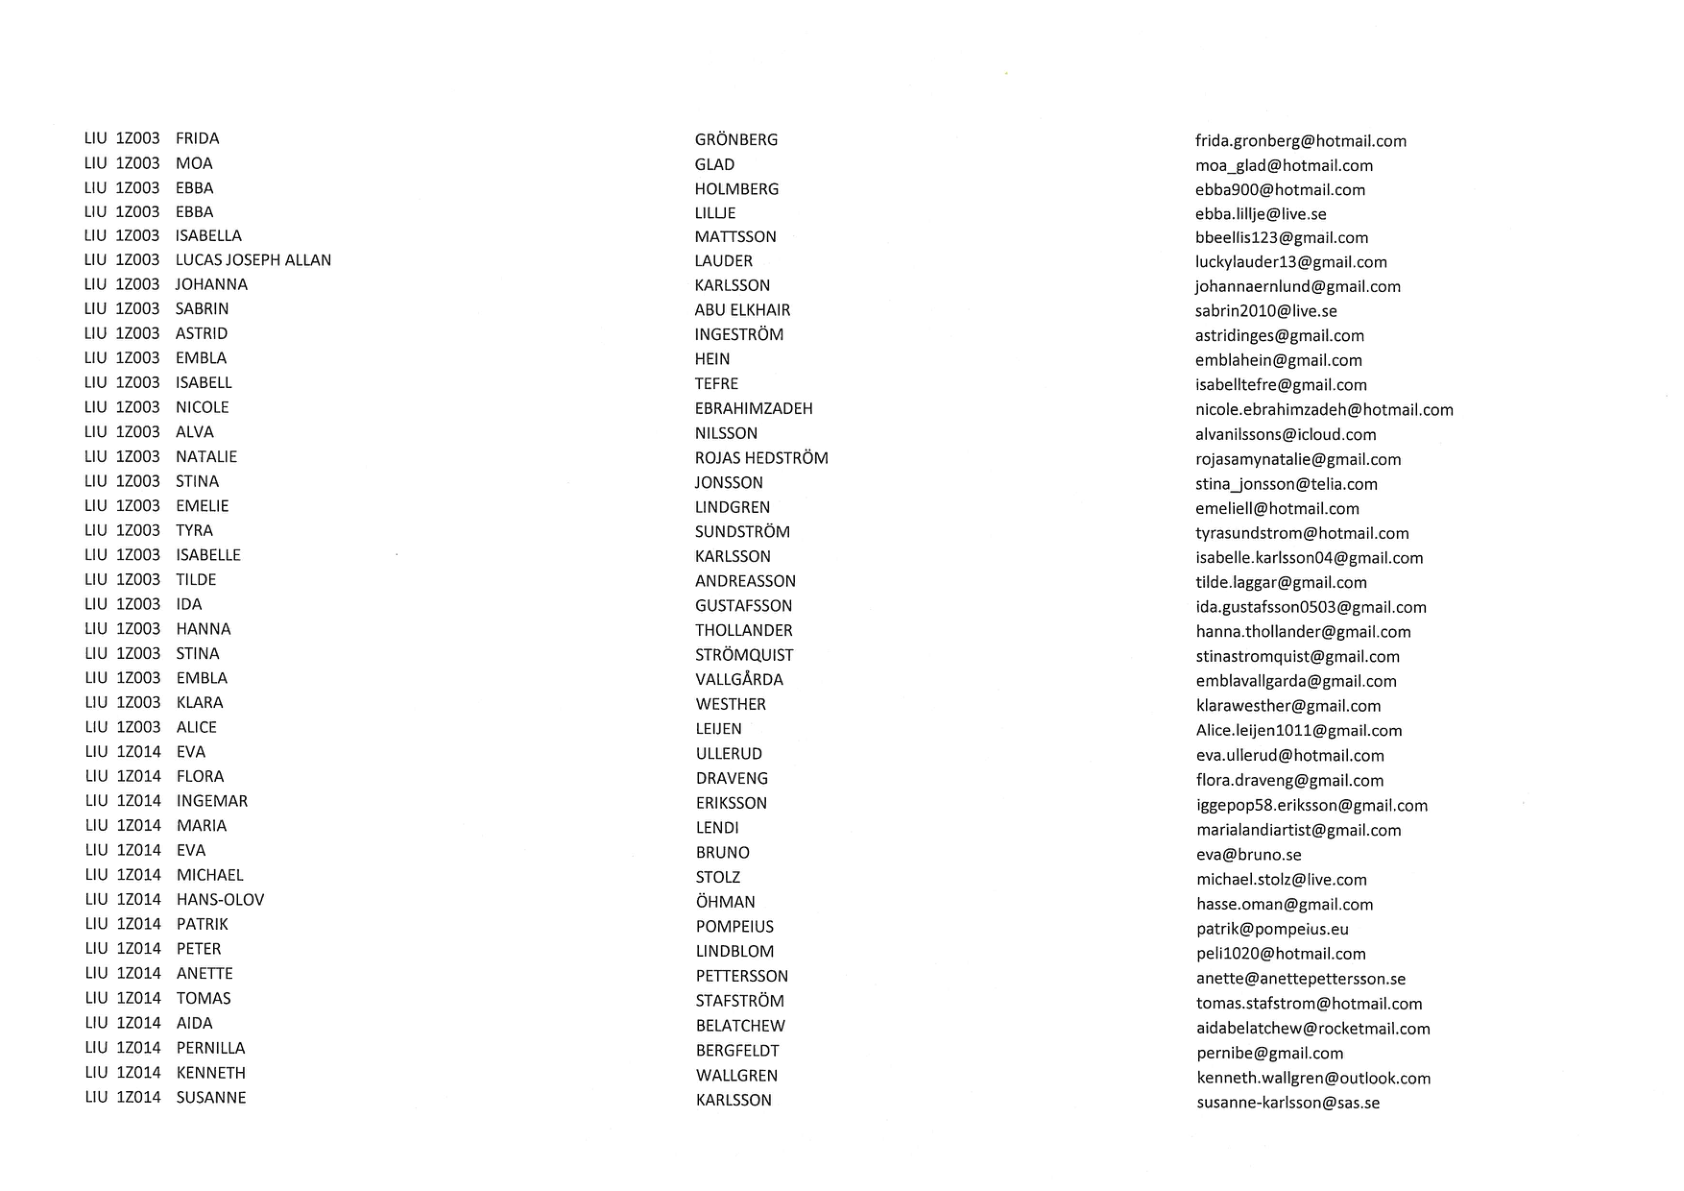 LIU 1Z003 FRIDA GRÖNBERG frida.gronberg@hotmail.com
LIU 1Z003 MOA GLAD moa_glad@hotmail.com
LIU 1Z003 EBBA HOLMBERG ebba900@hotmail.com
LIU 1Z003 EBBA LILLJE ebba.lillje@live.se
LIU 1Z003 ISABELLA MATTSSON bbeellis123@gmail.com
LIU 1Z003 LUCAS JOSEPH ALLAN LAUDER luckylauder13@gmail.com
LIU 1Z003 JOHANNA KARLSSON johannaernlund@gmail.com
LIU 1Z003 SABRIN ABU ELKHAIR sabrin2010@live.se
LIU 1Z003 ASTRID INGESTRÖM astridinges@gmail.com
LIU 1Z003 EMBLA HEIN emblahein@gmail.com
LIU 1Z003 ISABELL TEFRE isabelltefre@gmail.com
LIU 1Z003 NICOLE EBRAHIMZADEH nicole.ebrahimzadeh@hotmail.com
LIU 1Z003 ALVA NILSSON alvanilssons@icloud.com
LIU 1Z003 NATALIE ROJAS HEDSTRÖM rojasamynatalie@gmail.com
LIU 1Z003 STINA JONSSON stina_jonsson@telia.com
LIU 1Z003 EMELIE LINDGREN emeliell@hotmail.com
LIU 1Z003 TYRA SUNDSTRÖM tyrasundstrom@hotmail.com
LIU 1Z003 ISABELLE KARLSSON isabelle.karlsson04@gmail.com
LIU 1Z003 TILDE ANDREASSON tilde.laggar@gmail.com
LIU 1Z003 IDA GUSTAFSSON ida.gustafsson0503@gmail.com
LIU 1Z003 HANNA THOLLANDER hanna.thollander@gmail.com
LIU 1Z003 STINA STRÖMQUIST stinastromquist@gmail.com
LIU 1Z003 EMBLA VALLGÅRDA emblavallgarda@gmail.com
LIU 1Z003 KLARA WESTHER klarawesther@gmail.com
LIU 1Z003 ALICE LEIJEN Alice.leijen1011@gmail.com
LIU 1Z014 EVA ULLERUD eva.ullerud@hotmail.com
LIU 1Z014 FLORA DRAVENG flora.draveng@gmail.com
LIU 1Z014 INGEMAR ERIKSSON iggepop58.eriksson@gmail.com
LIU 1Z014 MARIA LENDI marialandiartist@gmail.com
LIU 1Z014 EVA BRUNO eva@bruno.se
LIU 1Z014 MICHAEL STOLZ michael.stolz@live.com
LIU 1Z014 HANS-OLOV ÖHMAN hasse.oman@gmail.com
LIU 1Z014 PATRIK POMPEIUS patrik@pompeius.eu
LIU 1Z014 PETER LINDBLOM peli1020@hotmail.com
LIU 1Z014 ANETTE PETTERSSON anette@anettepettersson.se
LIU 1Z014 TOMAS STAFSTRÖM tomas.stafstrom@hotmail.com
LIU 1Z014 AIDA BELATCHEW aidabelatchew@rocketmail.com
LIU 1Z014 PERNILLA BERGFELDT pernibe@gmail.com
LIU 1Z014 KENNETH WALLGREN kenneth.wallgren@outlook.com
LIU 1Z014 SUSANNE KARLSSON susanne-karlsson@sas.se